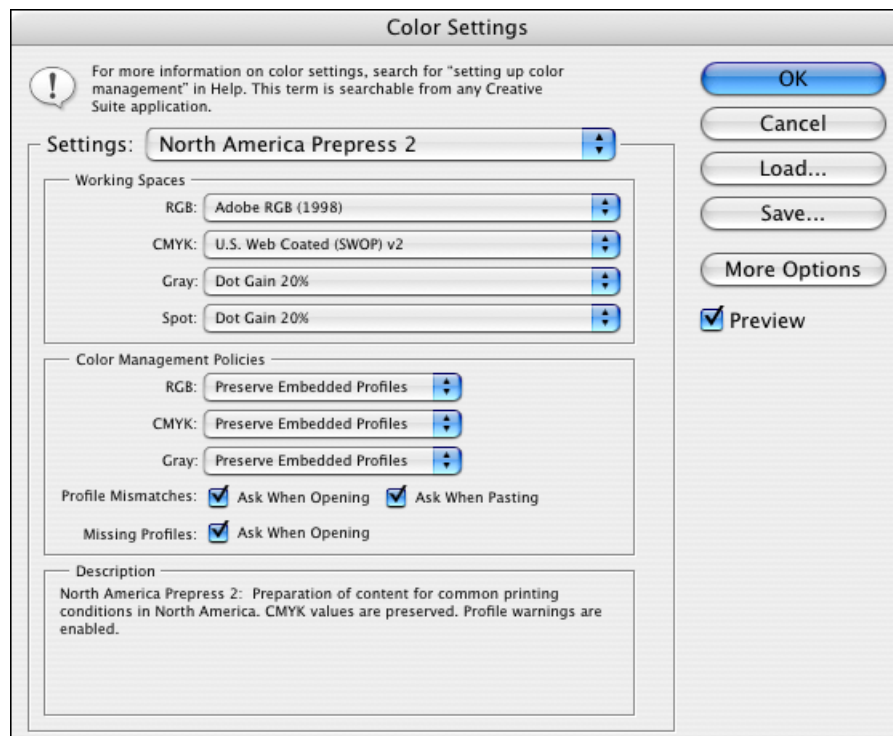 Color Settings
For more information on color settings, search for “setting up color
management” in Help. This term is searchable from any Creative
Suite application.
Settings: North America Prepress 2
Working Spaces
RGB: Adobe RGB (1998)
CMYK: U.S. Web Coated (SWOP) v2
Gray: Dot Gain 20%
Spot: Dot Gain 20%
Color Management Policies
RGB: Preserve Embedded Profiles
CMYK: Preserve Embedded Profiles
Gray: Preserve Embedded Profiles
Profile Mismatches: Ask When Opening Ask When Pasting
Missing Profiles: Ask When Opening
Description
North America Prepress 2: Preparation of content for common printing
conditions in North America. CMYK values are preserved. Profile warnings are
enabled.
OK
Cancel
Load...
Save...
More Options
Preview